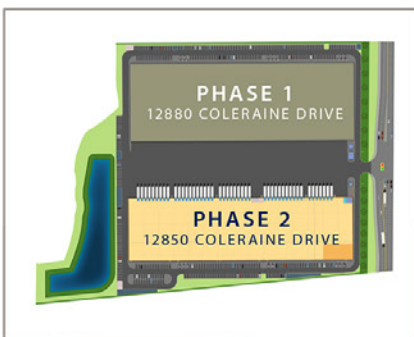 PHASE 1
12880 COLERAINE DRIVE
PHASE 2
12850 COLERAINE DRIVE